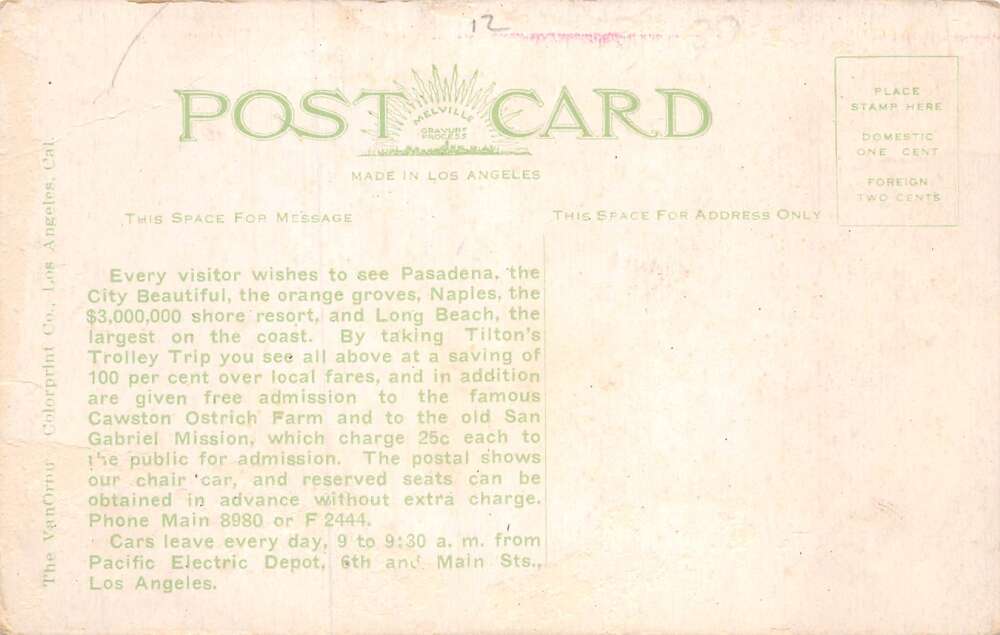 12
POST CARD
MELVILLE
GRAVURE
PROCESS
MADE IN LOS ANGELES
PLACE
STAMP HERE
DOMESTIC
ONE CENT
FOREIGN
TWO CENTS
THIS SPACE FOR MESSAGE
THIS SPACE FOR ADDRESS ONLY
Every visitor wishes to see Pasadena, the
City Beautiful, the orange groves, Naples, the
$3,000,000 shore resort, and Long Beach, the
largest on the coast. By taking Tilton's
Trolley Trip you see all above at a saving of
100 per cent over local fares, and in addition
are given free admission to the famous
Cawston Ostrich Farm and to the old San
Gabriel Mission, which charge 25c each to
the public for admission. The postal shows
our chair car, and reserved seats can be
obtained in advance without extra charge.
Phone Main 8980 or F 2444.
Cars leave every day, 9 to 9:30 a. m. from
Pacific Electric Depot, 6th and Main Sts.,
Los Angeles.
The VanOrnum Colorprint Co., Los Angeles, Cal.